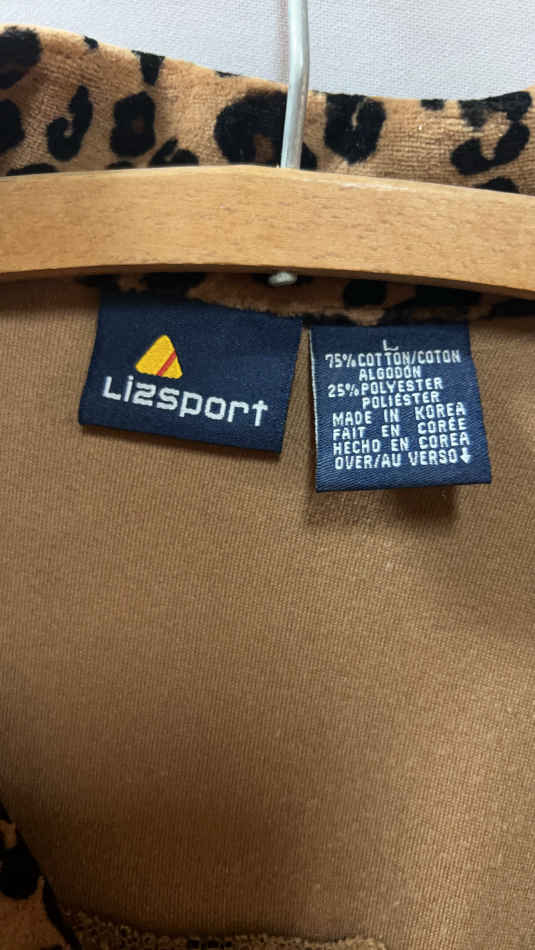 Lizsport
L
75% COTTON/COTON
ALGODÓN
25% POLYESTER
POLIÉSTER
MADE IN KOREA
FAIT EN CORÉE
HECHO EN COREA
OVER/AU VERSO↓